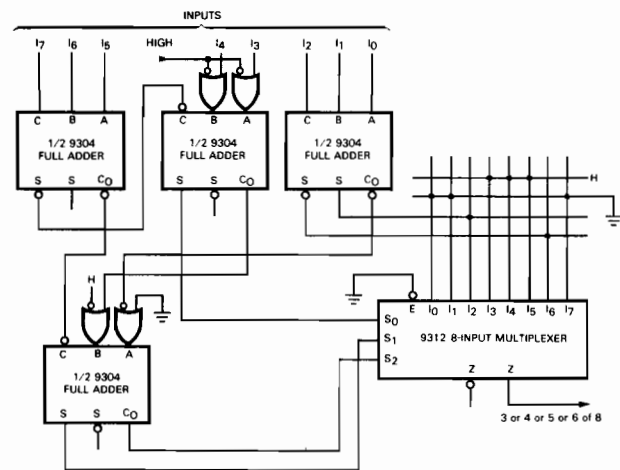 INPUTS
I7 I6 I5 HIGH I4 I3 I2 I1 I0
C B A
1/2 9304
FULL ADDER
S S CO
C B A
1/2 9304
FULL ADDER
S S CO
C B A
1/2 9304
FULL ADDER
S S CO
H
H
C B A
1/2 9304
FULL ADDER
S S CO
E I0 I1 I2 I3 I4 I5 I6 I7
S0
S1
S2
9312 8-INPUT MULTIPLEXER
Z Z
3 or 4 or 5 or 6 of 8